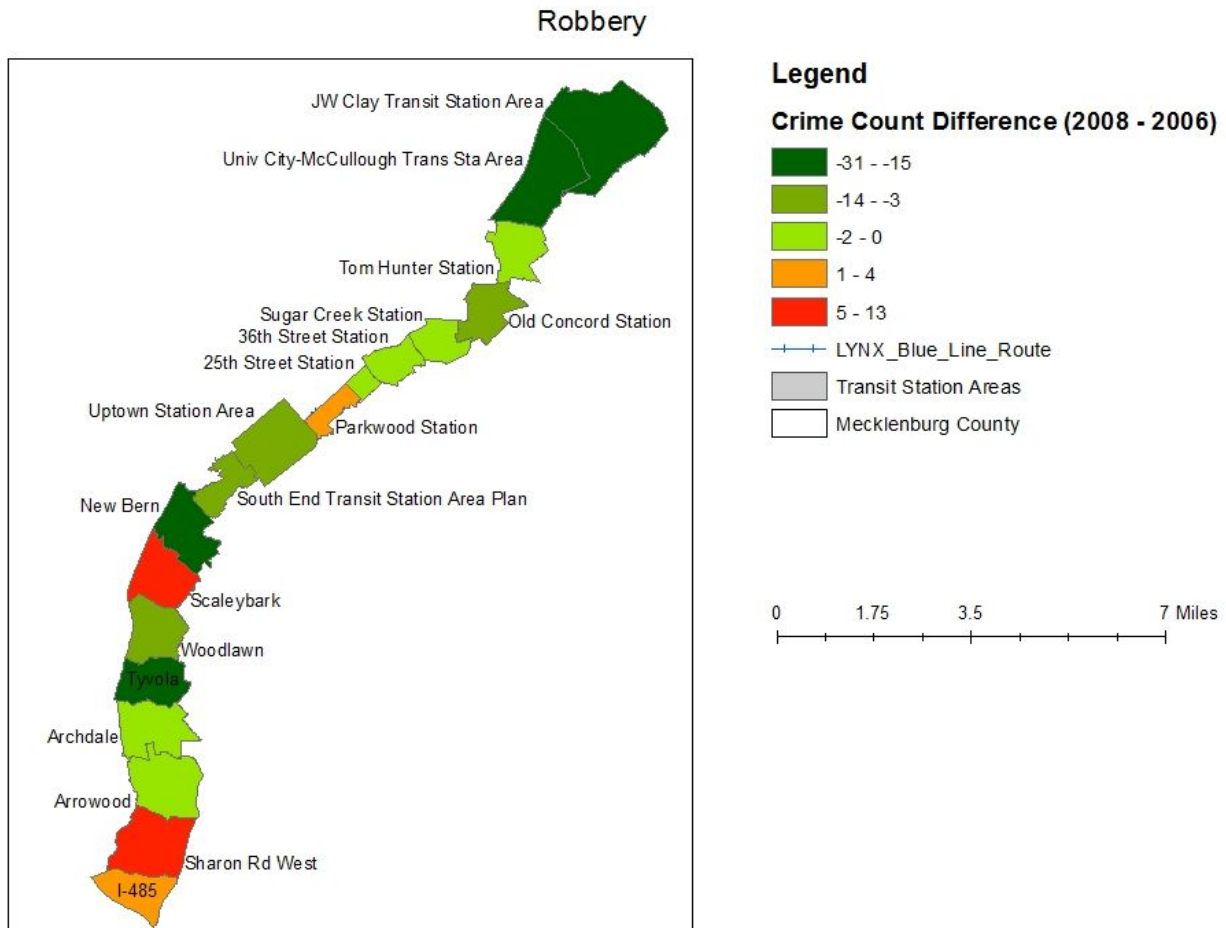 Robbery
JW Clay Transit Station Area
Univ City-McCullough Trans Sta Area
Tom Hunter Station
Sugar Creek Station
Old Concord Station
36th Street Station
25th Street Station
Uptown Station Area
Parkwood Station
South End Transit Station Area Plan
New Bern
Scaleybark
Woodlawn
Tyvola
Archdale
Arrowood
Sharon Rd West
I-485
Legend
Crime Count Difference (2008 - 2006)
-31 - -15
-14 - -3
-2 - 0
1 - 4
5 - 13
LYNX_Blue_Line_Route
Transit Station Areas
Mecklenburg County
0 1.75 3.5 7 Miles